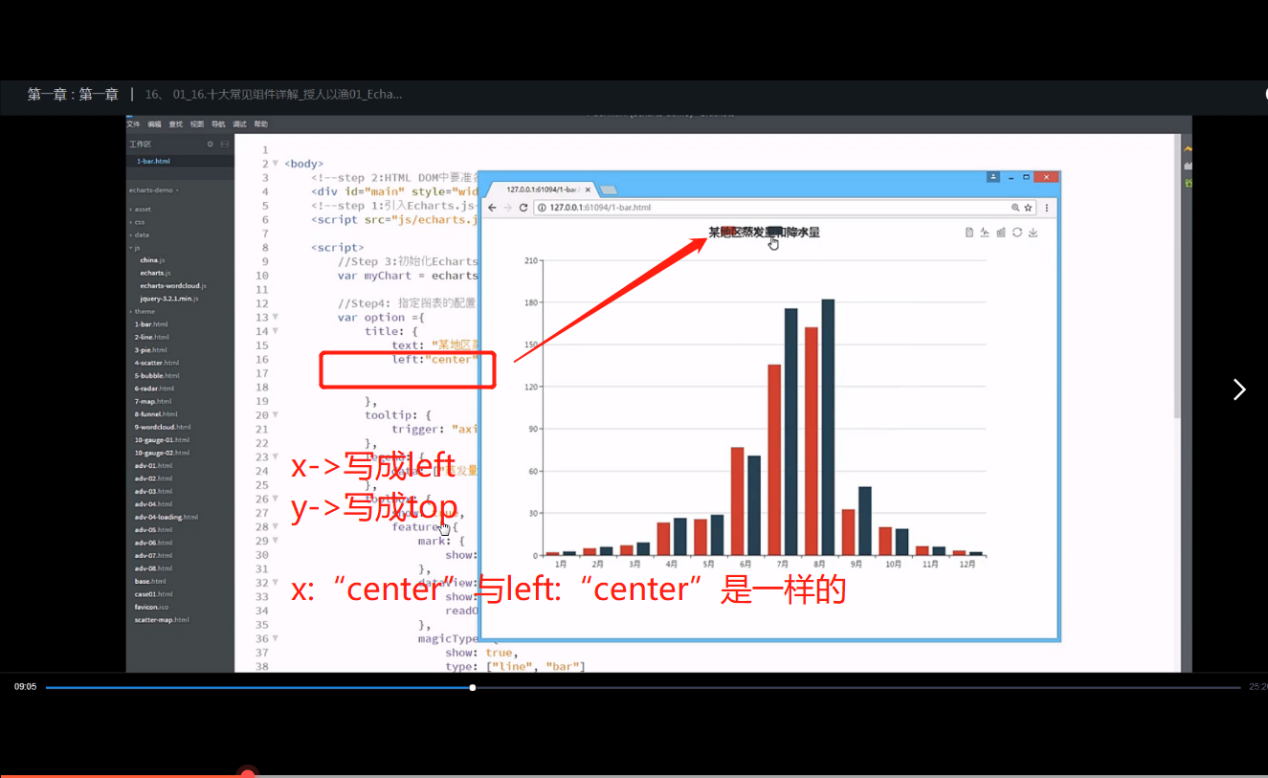 第一章 : 第一章 | 16、 01_16.十大常见组件详解_授人以渔01_Echa...
文件 编辑 查找 视图 导航 调试 帮助
工作区
1-bar.html
echarts-demo
asset
css
data
js
china.js
echarts.js
echarts-wordcloud.js
jquery-3.2.1.min.js
theme
1-bar.html
2-line.html
3-pie.html
4-scatter.html
5-bubble.html
6-radar.html
7-map.html
8-funnel.html
9-wordcloud.html
10-gauge-01.html
10-gauge-02.html
adv-01.html
adv-02.html
adv-03.html
adv-04.html
adv-04-loading.html
adv-05.html
adv-06.html
adv-07.html
adv-08.html
base.html
case01.html
favicon.ico
scatter-map.html
1
2 <body>
3 <!--step 2:HTML DOM中要准
4 <div id="main" style="wid
5 <!--step 1:引入Echarts.js
6 <script src="js/echarts.j
7
8 <script>
9 //Step 3:初始化Echarts
10 var myChart = echarts
11
12 //Step4: 指定图表的配置
13 var option ={
14 title: {
15 text: "某地区
16 left:"center"
17
18
19 },
20 tooltip: {
21 trigger: "axi
22 },
23
24 发量
25 },
26
27
28 feature {
29 mark: {
30 show:
31 },
32 dataView:
33 show:
34 readO
35 },
36 magicType
37 show: true,
38 type: ["line", "bar"]
x->写成left
y->写成top
x:“center”与left:“center”是一样的
127.0.0.1:61094/1-bar
127.0.0.1:61094/1-bar.html
某地区蒸发量和降水量
210
180
150
120
90
60
30
0
1月 2月 3月 4月 5月 6月 7月 8月 9月 10月 11月 12月
09:05